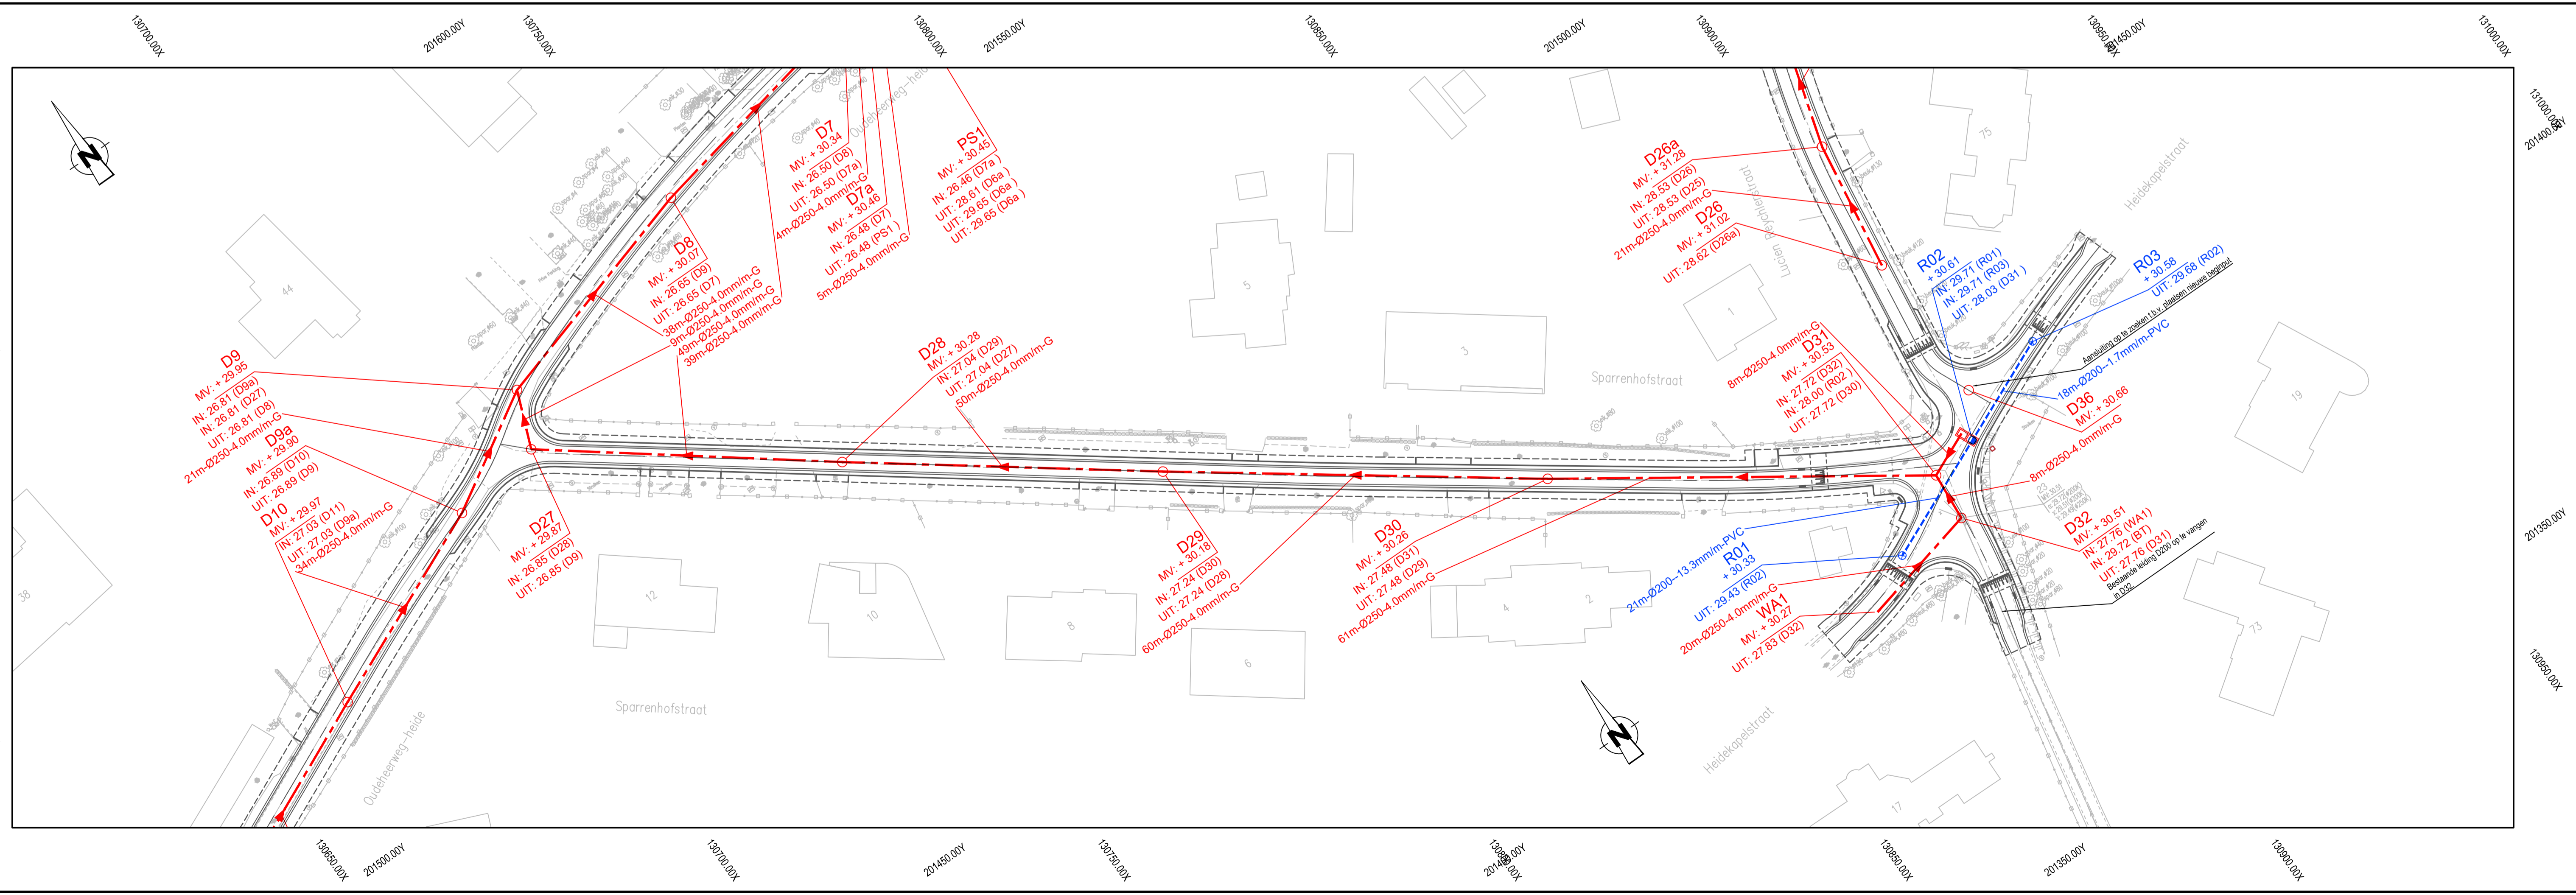 130700.00X
201600.00Y
130750.00X
130800.00X
201550.00Y
130850.00X
201500.00Y
130900.00X
130950.00X
201450.00Y
131000.00X
131000.00X
201400.00Y
201350.00Y
130950.00X
130650.00X
201500.00Y
130700.00X
201450.00Y
130750.00X
201400.00Y
130850.00X
201350.00Y
130900.00X
N
N
D9
MV: + 29.95
IN: 26.81 (D9a)
IN: 26.81 (D27)
UIT: 26.81 (D8)
21m-Ø250-4.0mm/m-G
D9a
MV: + 29.90
IN: 26.89 (D10)
UIT: 26.89 (D9)
D10
MV: + 29.97
IN: 27.03 (D11)
UIT: 27.03 (D9a)
34m-Ø250-4.0mm/m-G
D27
MV: + 29.87
IN: 26.85 (D28)
UIT: 26.85 (D9)
D8
MV: + 30.07
IN: 26.65 (D9)
UIT: 26.65 (D7)
38m-Ø250-4.0mm/m-G
9m-Ø250-4.0mm/m-G
49m-Ø250-4.0mm/m-G
39m-Ø250-4.0mm/m-G
D7
MV: + 30.34
IN: 26.50 (D8)
UIT: 26.50 (D7a)
4m-Ø250-4.0mm/m-G
D7a
MV: + 30.46
IN: 26.48 (D7)
UIT: 26.48 (PS1 )
5m-Ø250-4.0mm/m-G
PS1
MV: + 30.45
IN: 26.46 (D7a )
UIT: 28.61 (D6a )
UIT: 29.65 (D6a )
UIT: 29.65 (D6a )
D28
MV: + 30.28
IN: 27.04 (D29)
UIT: 27.04 (D27)
50m-Ø250-4.0mm/m-G
D29
MV: + 30.18
IN: 27.24 (D30)
UIT: 27.24 (D28)
60m-Ø250-4.0mm/m-G
D30
MV: + 30.26
IN: 27.48 (D31)
UIT: 27.48 (D29)
61m-Ø250-4.0mm/m-G
D26a
MV: + 31.28
IN: 28.53 (D26)
UIT: 28.53 (D25)
21m-Ø250-4.0mm/m-G
D26
MV: + 31.02
UIT: 28.62 (D26a)
8m-Ø250-4.0mm/m-G
D31
MV: + 30.53
IN: 27.72 (D32)
IN: 28.00 (R02 )
UIT: 27.72 (D30)
R02
+ 30.61
IN: 29.71 (R01)
IN: 29.71 (R03)
UIT: 28.03 (D31 )
R03
+ 30.58
UIT: 29.68 (R02)
Aansluiting op te zoeken t.b.v. plaatsen nieuwe beginput
18m-Ø200--1.7mm/m-PVC
D36
MV: + 30.66
8m-Ø250-4.0mm/m-G
D32
MV: + 30.51
IN: 27.76 (WA1)
IN: 29.72 (BT)
UIT: 27.76 (D31)
Bestaande leiding D200 op te vangen
in D32
21m-Ø200--13.3mm/m-PVC
R01
+ 30.33
UIT: 29.43 (R02)
20m-Ø250-4.0mm/m-G
WA1
MV: + 30.27
UIT: 27.83 (D32)
Oudeheerweg-heide
Oudeheerweg-heid
Sparrenhofstraat
Sparrenhofstraat
Lucien Reychlerstraat
Heidekapelstraat
Heidekapelstraat
44
38
12
10
8
6
4
2
5
3
1
75
19
73
17
23